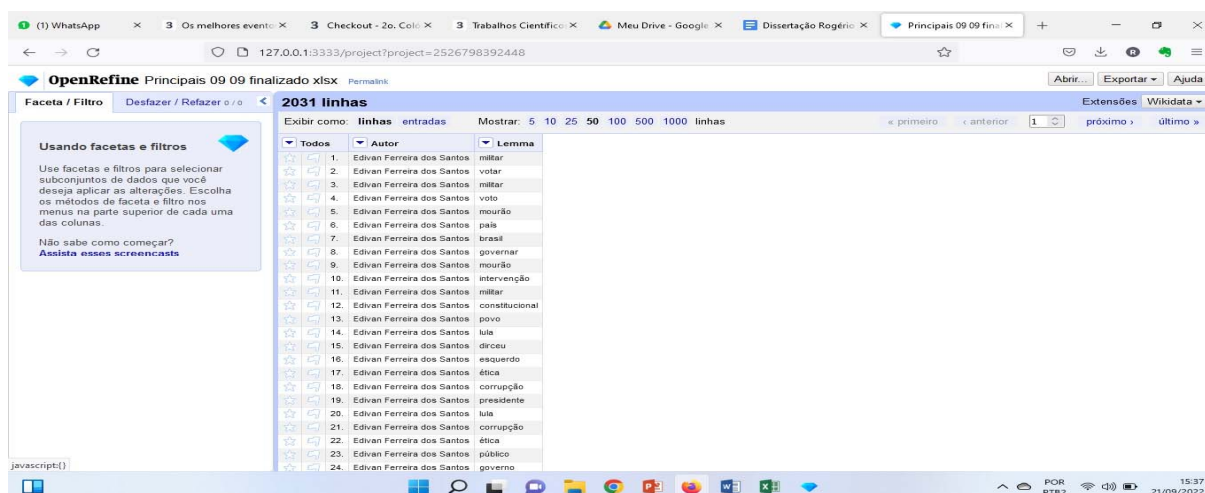 (1) WhatsApp × 3 Os melhores evento × 3 Checkout - 2o. Coló × 3 Trabalhos Científico × Meu Drive - Google × Dissertação Rogério × Principais 09 09 final × +
127.0.0.1:3333/project?project=2526798392448
OpenRefine Principais 09 09 finalizado xlsx Permalink Abrir... Exportar Ajuda
Faceta / Filtro Desfazer / Refazer 0 / 0 2031 linhas Extensões Wikidata
Exibir como: linhas entradas Mostrar: 5 10 25 50 100 500 1000 linhas « primeiro ‹ anterior 1 próximo › último »
Usando facetas e filtros
Use facetas e filtros para selecionar
subconjuntos de dados que você
deseja aplicar as alterações. Escolha
os métodos de faceta e filtro nos
menus na parte superior de cada uma
das colunas.
Não sabe como começar?
Assista esses screencasts
Todos Autor Lemma
1. Edivan Ferreira dos Santos militar
2. Edivan Ferreira dos Santos votar
3. Edivan Ferreira dos Santos militar
4. Edivan Ferreira dos Santos voto
5. Edivan Ferreira dos Santos mourão
6. Edivan Ferreira dos Santos país
7. Edivan Ferreira dos Santos brasil
8. Edivan Ferreira dos Santos governar
9. Edivan Ferreira dos Santos mourão
10. Edivan Ferreira dos Santos intervenção
11. Edivan Ferreira dos Santos militar
12. Edivan Ferreira dos Santos constitucional
13. Edivan Ferreira dos Santos povo
14. Edivan Ferreira dos Santos lula
15. Edivan Ferreira dos Santos dirceu
16. Edivan Ferreira dos Santos esquerdo
17. Edivan Ferreira dos Santos ética
18. Edivan Ferreira dos Santos corrupção
19. Edivan Ferreira dos Santos presidente
20. Edivan Ferreira dos Santos lula
21. Edivan Ferreira dos Santos corrupção
22. Edivan Ferreira dos Santos ética
23. Edivan Ferreira dos Santos público
24. Edivan Ferreira dos Santos governo
javascript:{}
POR 15:37
PTB2 21/09/2022